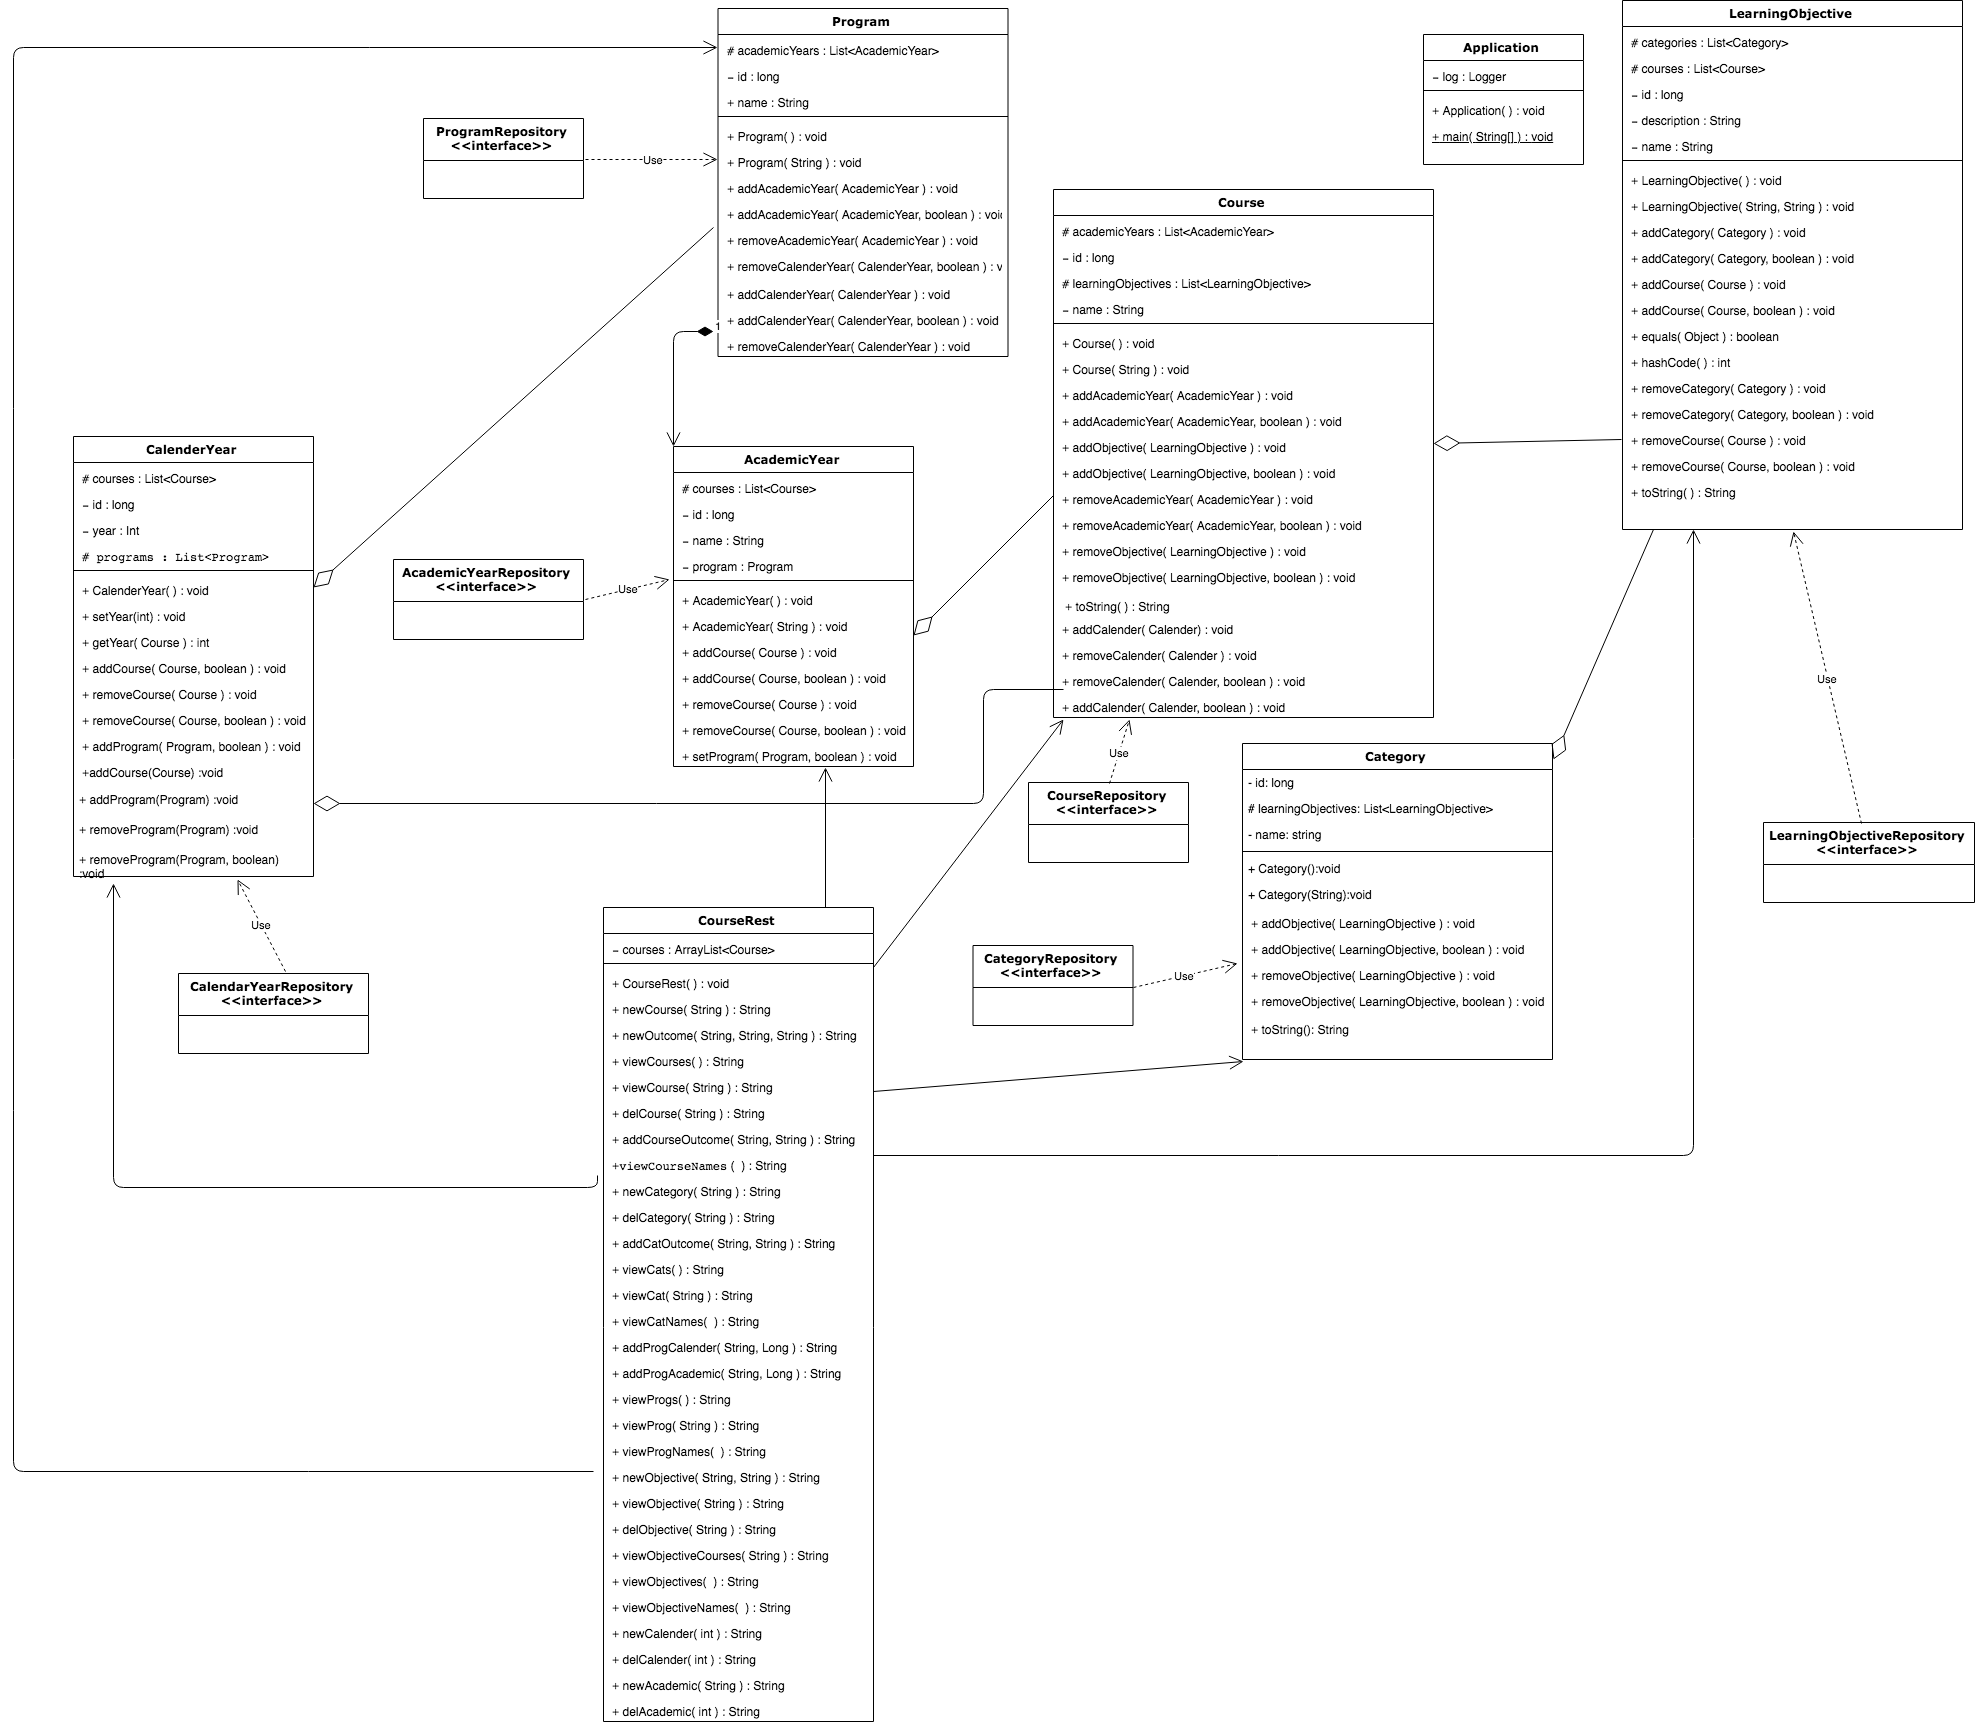 Program
# academicYears : List<AcademicYear>
− id : long
+ name : String
+ Program( ) : void
+ Program( String ) : void
+ addAcademicYear( AcademicYear ) : void
+ addAcademicYear( AcademicYear, boolean ) : voi
+ removeAcademicYear( AcademicYear ) : void
+ removeCalenderYear( CalenderYear, boolean ) : v
+ addCalenderYear( CalenderYear ) : void
+ addCalenderYear( CalenderYear, boolean ) : void
+ removeCalenderYear( CalenderYear ) : void
1
ProgramRepository
<<interface>>
Use
Application
− log : Logger
+ Application( ) : void
+ main( String[] ) : void
LearningObjective
# categories : List<Category>
# courses : List<Course>
− id : long
− description : String
− name : String
+ LearningObjective( ) : void
+ LearningObjective( String, String ) : void
+ addCategory( Category ) : void
+ addCategory( Category, boolean ) : void
+ addCourse( Course ) : void
+ addCourse( Course, boolean ) : void
+ equals( Object ) : boolean
+ hashCode( ) : int
+ removeCategory( Category ) : void
+ removeCategory( Category, boolean ) : void
+ removeCourse( Course ) : void
+ removeCourse( Course, boolean ) : void
+ toString( ) : String
Course
# academicYears : List<AcademicYear>
− id : long
# learningObjectives : List<LearningObjective>
− name : String
+ Course( ) : void
+ Course( String ) : void
+ addAcademicYear( AcademicYear ) : void
+ addAcademicYear( AcademicYear, boolean ) : void
+ addObjective( LearningObjective ) : void
+ addObjective( LearningObjective, boolean ) : void
+ removeAcademicYear( AcademicYear ) : void
+ removeAcademicYear( AcademicYear, boolean ) : void
+ removeObjective( LearningObjective ) : void
+ removeObjective( LearningObjective, boolean ) : void
+ toString( ) : String
+ addCalender( Calender) : void
+ removeCalender( Calender ) : void
+ removeCalender( Calender, boolean ) : void
+ addCalender( Calender, boolean ) : void
CalenderYear
# courses : List<Course>
− id : long
− year : Int
# programs : List<Program>
+ CalenderYear( ) : void
+ setYear(int) : void
+ getYear( Course ) : int
+ addCourse( Course, boolean ) : void
+ removeCourse( Course ) : void
+ removeCourse( Course, boolean ) : void
+ addProgram( Program, boolean ) : void
+addCourse(Course) :void
+ addProgram(Program) :void
+ removeProgram(Program) :void
+ removeProgram(Program, boolean)
:void
AcademicYear
# courses : List<Course>
− id : long
− name : String
− program : Program
+ AcademicYear( ) : void
+ AcademicYear( String ) : void
+ addCourse( Course ) : void
+ addCourse( Course, boolean ) : void
+ removeCourse( Course ) : void
+ removeCourse( Course, boolean ) : void
+ setProgram( Program, boolean ) : void
AcademicYearRepository
<<interface>>
Use
Use
CourseRepository
<<interface>>
Category
- id: long
# learningObjectives: List<LearningObjective>
- name: string
+ Category():void
+ Category(String):void
+ addObjective( LearningObjective ) : void
+ addObjective( LearningObjective, boolean ) : void
+ removeObjective( LearningObjective ) : void
+ removeObjective( LearningObjective, boolean ) : void
+ toString(): String
Use
LearningObjectiveRepository
<<interface>>
Use
CalendarYearRepository
<<interface>>
CategoryRepository
<<interface>>
Use
CourseRest
− courses : ArrayList<Course>
+ CourseRest( ) : void
+ newCourse( String ) : String
+ newOutcome( String, String, String ) : String
+ viewCourses( ) : String
+ viewCourse( String ) : String
+ delCourse( String ) : String
+ addCourseOutcome( String, String ) : String
+viewCourseNames ( ) : String
+ newCategory( String ) : String
+ delCategory( String ) : String
+ addCatOutcome( String, String ) : String
+ viewCats( ) : String
+ viewCat( String ) : String
+ viewCatNames( ) : String
+ addProgCalender( String, Long ) : String
+ addProgAcademic( String, Long ) : String
+ viewProgs( ) : String
+ viewProg( String ) : String
+ viewProgNames( ) : String
+ newObjective( String, String ) : String
+ viewObjective( String ) : String
+ delObjective( String ) : String
+ viewObjectiveCourses( String ) : String
+ viewObjectives( ) : String
+ viewObjectiveNames( ) : String
+ newCalender( int ) : String
+ delCalender( int ) : String
+ newAcademic( String ) : String
+ delAcademic( int ) : String